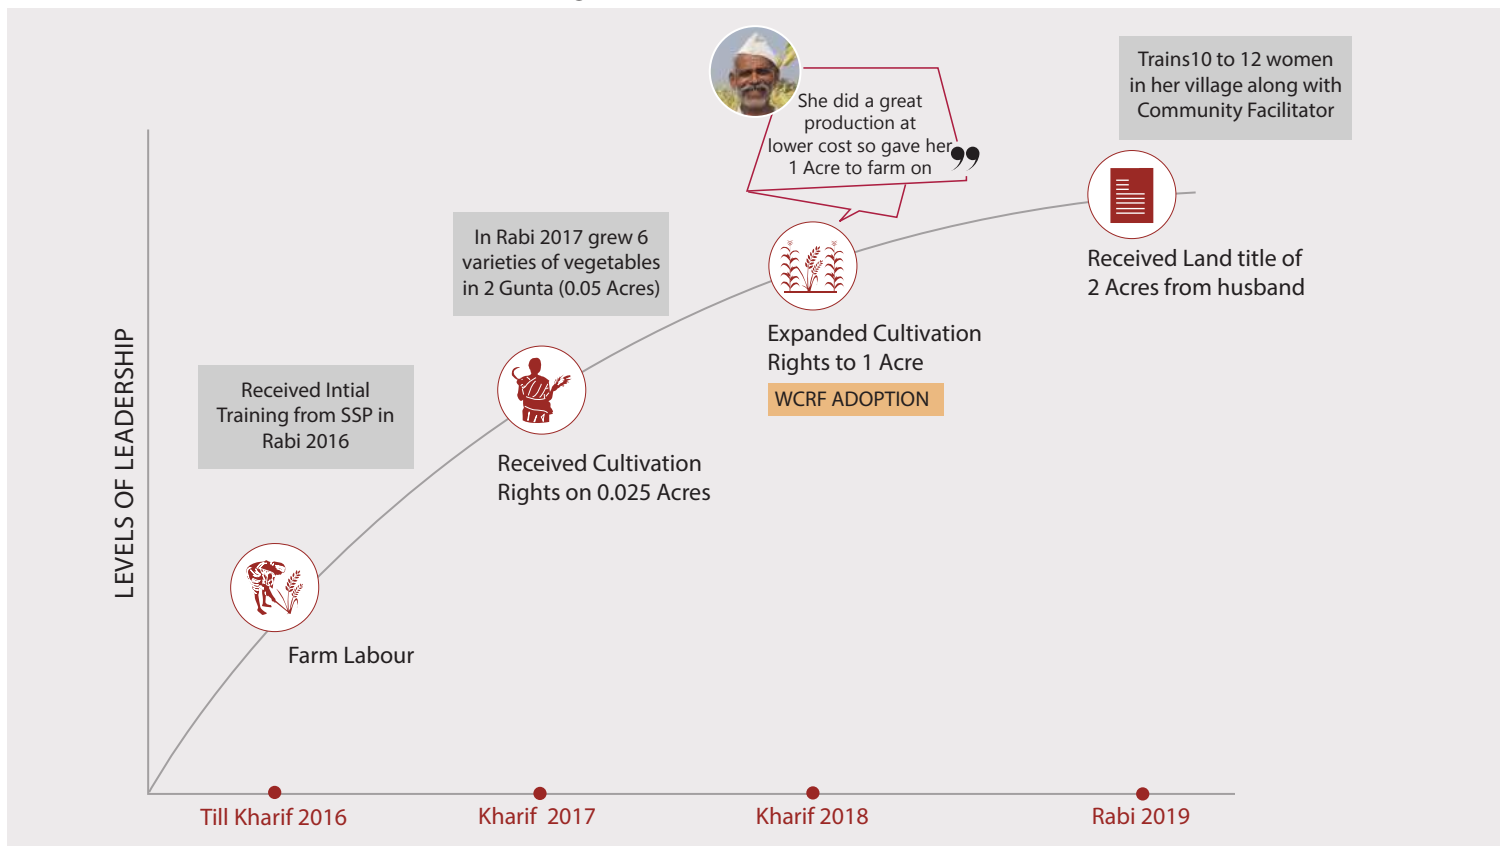 Trains10 to 12 women
in her village along with
Community Facilitator
She did a great
production at
lower cost so gave her
1 Acre to farm on ”
In Rabi 2017 grew 6
varieties of vegetables
in 2 Gunta (0.05 Acres)
Received Land title of
2 Acres from husband
Expanded Cultivation
Rights to 1 Acre
WCRF ADOPTION
Received Intial
Training from SSP in
Rabi 2016
Received Cultivation
Rights on 0.025 Acres
LEVELS OF LEADERSHIP
Farm Labour
Till Kharif 2016
Kharif 2017
Kharif 2018
Rabi 2019